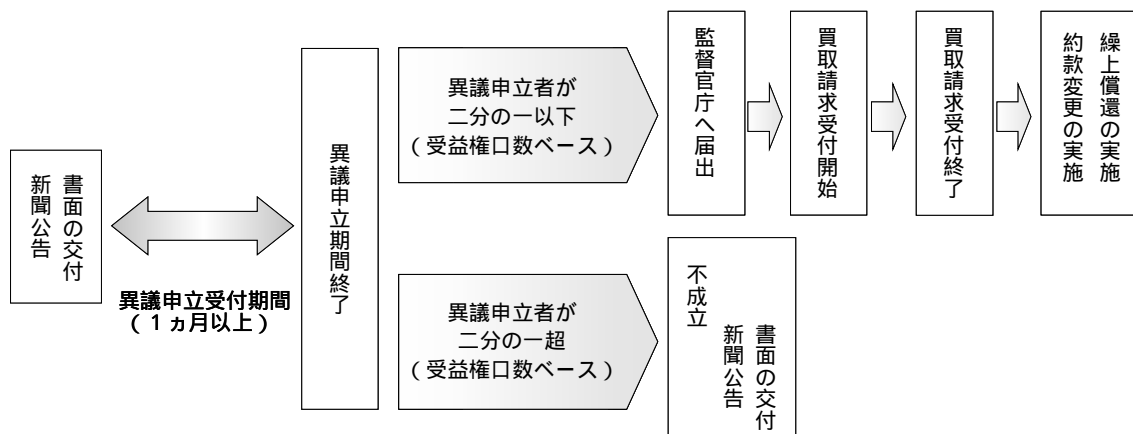 書面の交付
新聞公告
異議申立受付期間
（１ヵ月以上）
異議申立期間終了
異議申立者が
二分の一以下
（受益権口数ベース）
監督官庁へ届出
買取請求受付開始
買取請求受付終了
繰上償還の実施
約款変更の実施
異議申立者が
二分の一超
（受益権口数ベース）
不成立
書面の交付
新聞公告